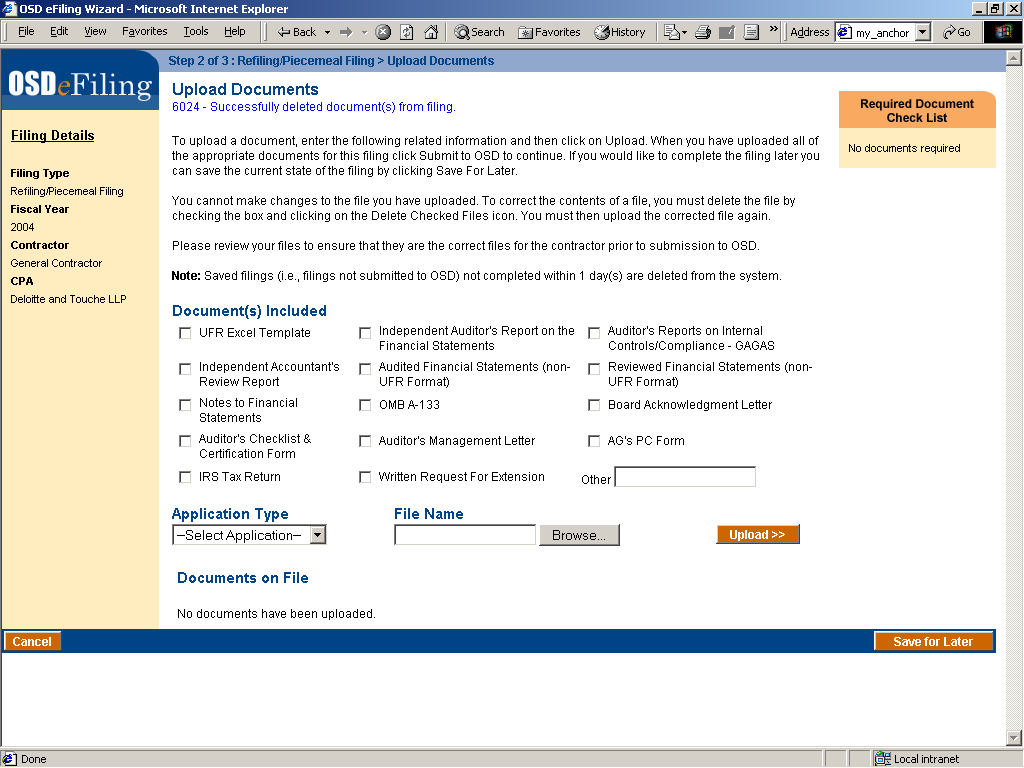 OSD eFiling Wizard - Microsoft Internet Explorer
File Edit View Favorites Tools Help Back Search Favorites History » Address my_anchor Go
OSDeFiling
Step 2 of 3 : Refiling/Piecemeal Filing > Upload Documents
Filing Details
Filing Type
Refiling/Piecemeal Filing
Fiscal Year
2004
Contractor
General Contractor
CPA
Deloitte and Touche LLP
Upload Documents
6024 - Successfully deleted document(s) from filing.
To upload a document, enter the following related information and then click on Upload. When you have uploaded all of
the appropriate documents for this filing click Submit to OSD to continue. If you would like to complete the filing later you
can save the current state of the filing by clicking Save For Later.
You cannot make changes to the file you have uploaded. To correct the contents of a file, you must delete the file by
checking the box and clicking on the Delete Checked Files icon. You must then upload the corrected file again.
Please review your files to ensure that they are the correct files for the contractor prior to submission to OSD.
Note: Saved filings (i.e., filings not submitted to OSD) not completed within 1 day(s) are deleted from the system.
Required Document
Check List
No documents required
Document(s) Included
UFR Excel Template
Independent Auditor's Report on the
Financial Statements
Auditor's Reports on Internal
Controls/Compliance - GAGAS
Independent Accountant's
Review Report
Audited Financial Statements (non-
UFR Format)
Reviewed Financial Statements (non-
UFR Format)
Notes to Financial
Statements
OMB A-133
Board Acknowledgment Letter
Auditor's Checklist &
Certification Form
Auditor's Management Letter
AG's PC Form
IRS Tax Return
Written Request For Extension
Other
Application Type
--Select Application--
File Name
Browse...
Upload >>
Documents on File
No documents have been uploaded.
Cancel
Save for Later
Done
Local intranet